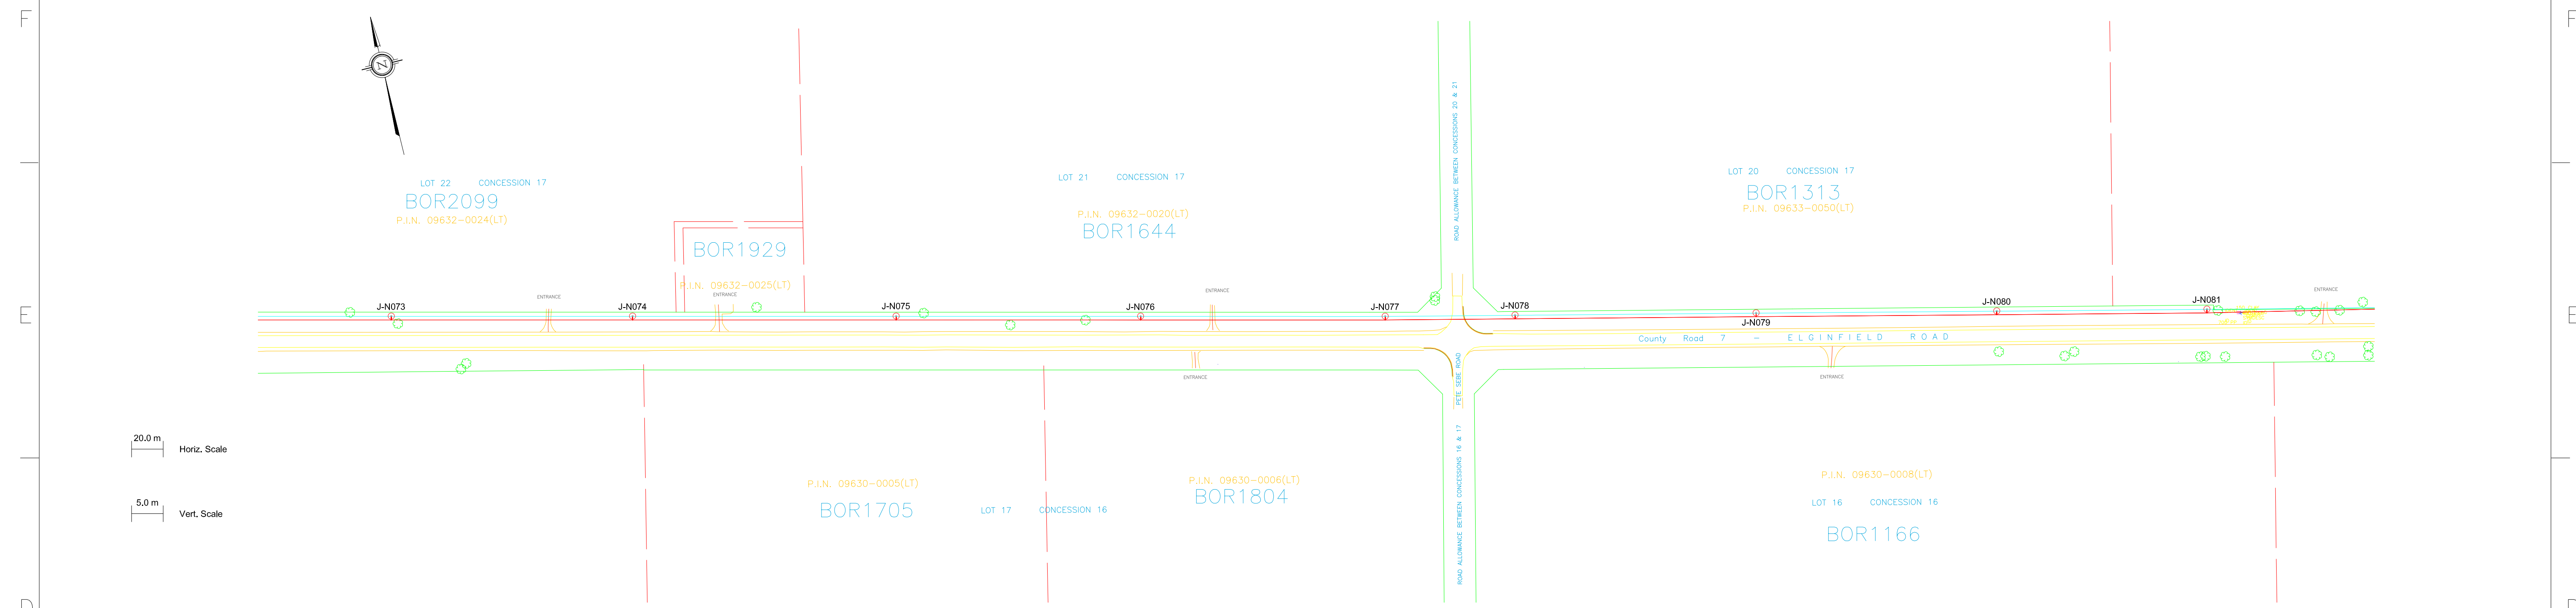 F
F
N
ROAD ALLOWANCE BETWEEN CONCESSIONS 20 & 21
LOT 22 CONCESSION 17
BOR2099
P.I.N. 09632-0024(LT)
LOT 21 CONCESSION 17
P.I.N. 09632-0020(LT)
BOR1644
LOT 20 CONCESSION 17
BOR1313
P.I.N. 09633-0050(LT)
BOR1929
P.I.N. 09632-0025(LT)
ENTRANCE
ENTRANCE
ENTRANCE
ENTRANCE
E
E
J-N073
J-N074
J-N075
J-N076
J-N077
J-N078
J-N079
J-N080
J-N081
County Road 7 - ELGINFIELD ROAD
PETE SEBE ROAD
ENTRANCE
ENTRANCE
20.0 m
Horiz. Scale
5.0 m
Vert. Scale
P.I.N. 09630-0005(LT)
BOR1705
LOT 17 CONCESSION 16
P.I.N. 09630-0006(LT)
BOR1804
ROAD ALLOWANCE BETWEEN CONCESSIONS 16 & 17
P.I.N. 09630-0008(LT)
LOT 16 CONCESSION 16
BOR1166